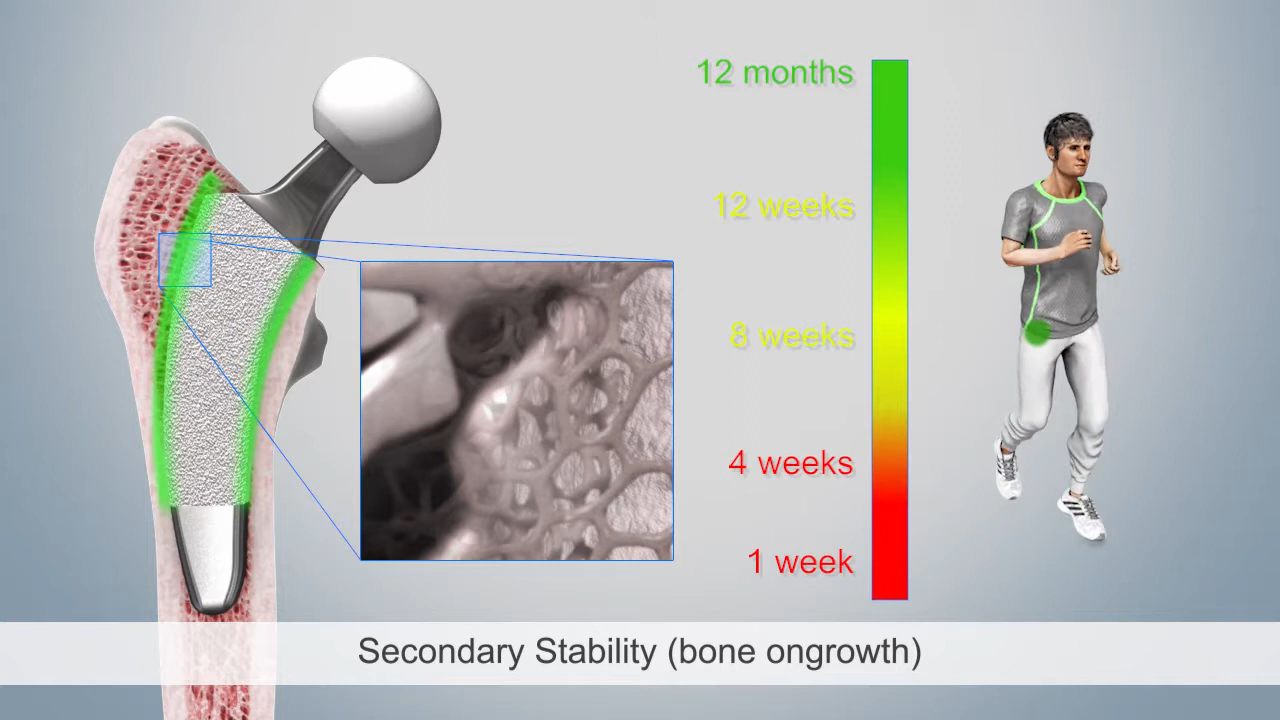 12 months
12 weeks
8 weeks
4 weeks
1 week
Secondary Stability (bone ongrowth)